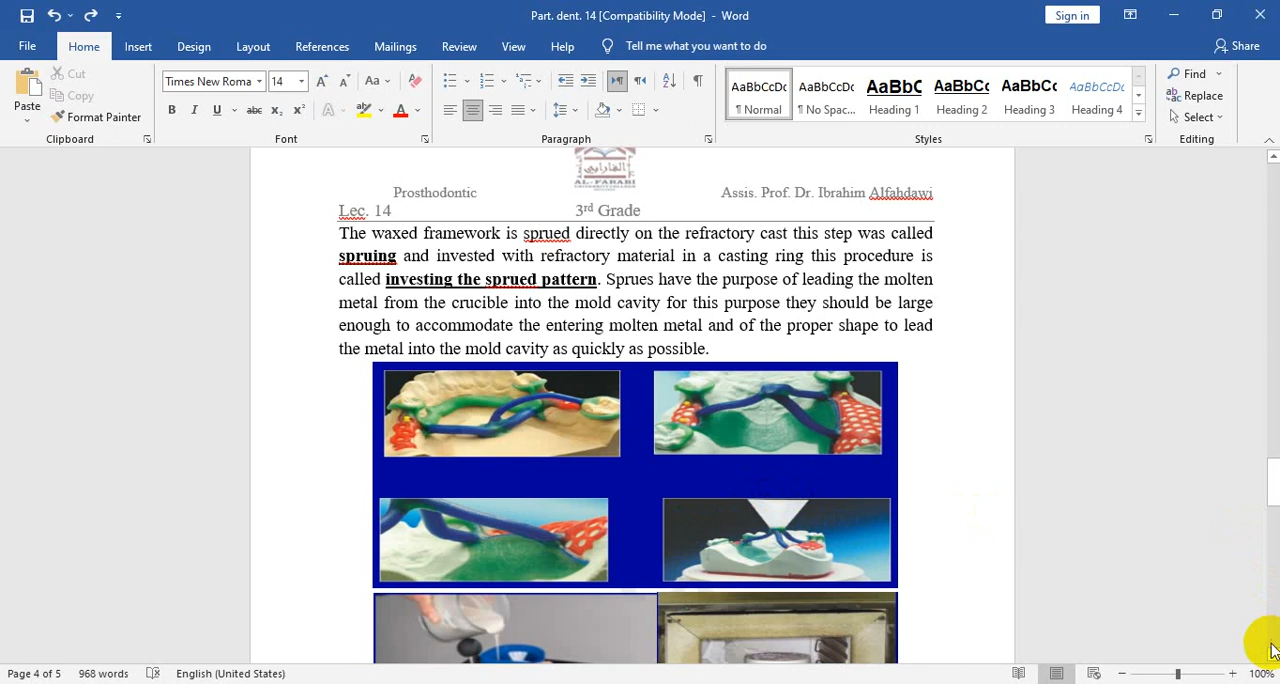 Part. dent. 14 [Compatibility Mode] - Word
Sign in
File Home Insert Design Layout References Mailings Review View Help Tell me what you want to do Share
Paste
Cut
Copy
Format Painter
Clipboard
Times New Roma 14
Aa
B I U abc x₂ x² A A
Font
Paragraph
AaBbCcDc AaBbCcDc AaBbC AaBbCc AaBbCc AaBbCcDc
¶ Normal ¶ No Spac... Heading 1 Heading 2 Heading 3 Heading 4
Styles
Find
Replace
Select
Editing
الفارابي
AL-FARABI
Prosthodontic Assis. Prof. Dr. Ibrahim Alfahdawi
Lec. 14 3rd Grade
The waxed framework is sprued directly on the refractory cast this step was called
spruing and invested with refractory material in a casting ring this procedure is
called investing the sprued pattern. Sprues have the purpose of leading the molten
metal from the crucible into the mold cavity for this purpose they should be large
enough to accommodate the entering molten metal and of the proper shape to lead
the metal into the mold cavity as quickly as possible.
Page 4 of 5 968 words English (United States) 100%